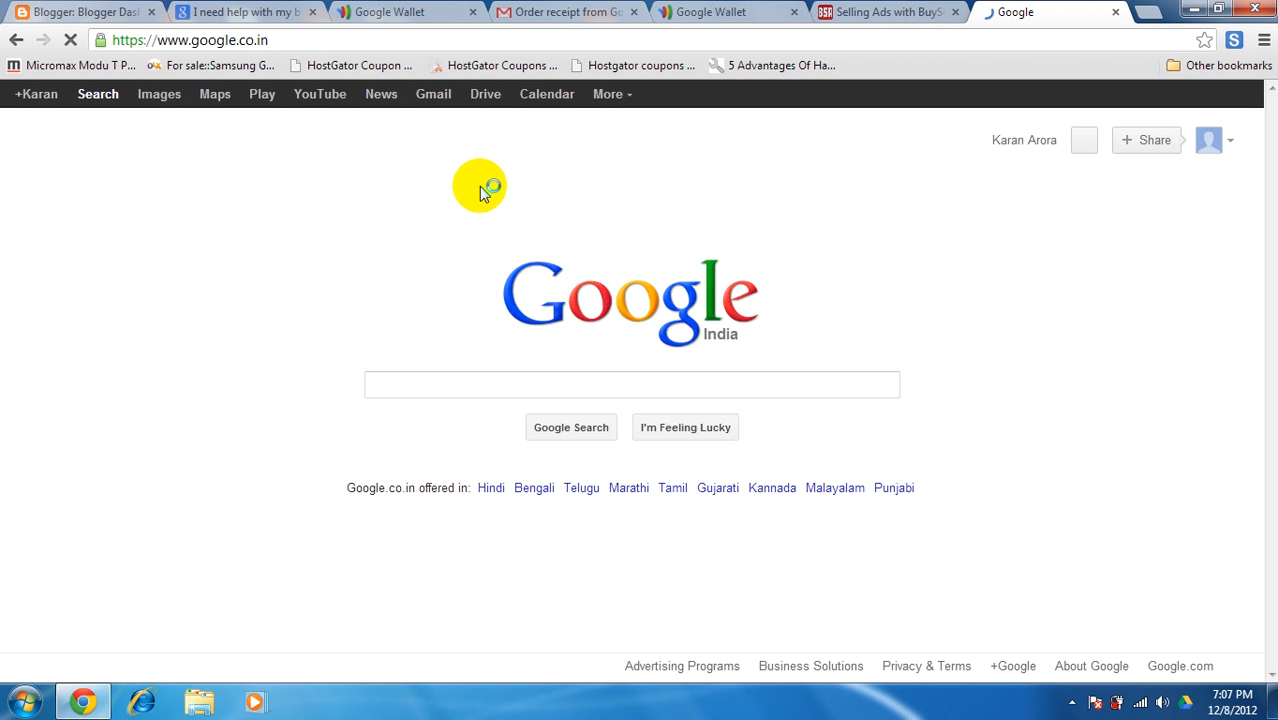 Blogger: Blogger Dash
I need help with my b
Google Wallet
Order receipt from Go
Google Wallet
BSA Selling Ads with BuyS
Google
https://www.google.co.in
S
Micromax Modu T P...
For sale::Samsung G...
HostGator Coupon ...
HostGator Coupons ...
Hostgator coupons ...
5 Advantages Of Ha...
Other bookmarks
+Karan Search Images Maps Play YouTube News Gmail Drive Calendar More
Karan Arora
+ Share
Google
India
Google Search
I'm Feeling Lucky
Google.co.in offered in: Hindi Bengali Telugu Marathi Tamil Gujarati Kannada Malayalam Punjabi
Advertising Programs Business Solutions Privacy & Terms +Google About Google Google.com
7:07 PM
12/8/2012